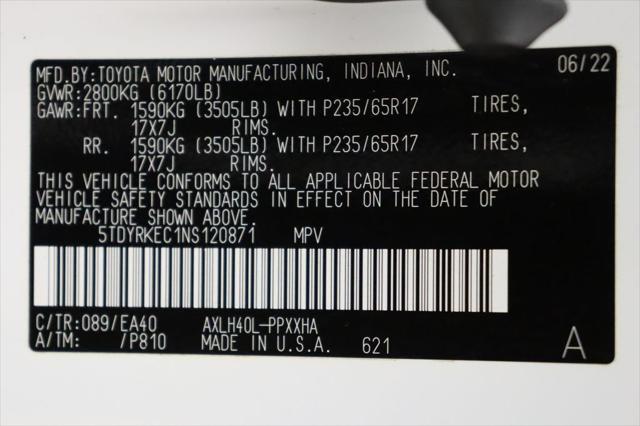 MFD.BY:TOYOTA MOTOR MANUFACTURING, INDIANA, INC. 06/22
GVWR:2800KG (6170LB)
GAWR:FRT. 1590KG (3505LB) WITH P235/65R17 TIRES,
17X7J RIMS.
RR. 1590KG (3505LB) WITH P235/65R17 TIRES,
17X7J RIMS.
THIS VEHICLE CONFORMS TO ALL APPLICABLE FEDERAL MOTOR
VEHICLE SAFETY STANDARDS IN EFFECT ON THE DATE OF
MANUFACTURE SHOWN ABOVE.
5TDYRKEC1NS120871 MPV
C/TR:089/EA40 AXLH40L-PPXXHA
A/TM: /P810 MADE IN U.S.A. 621 A